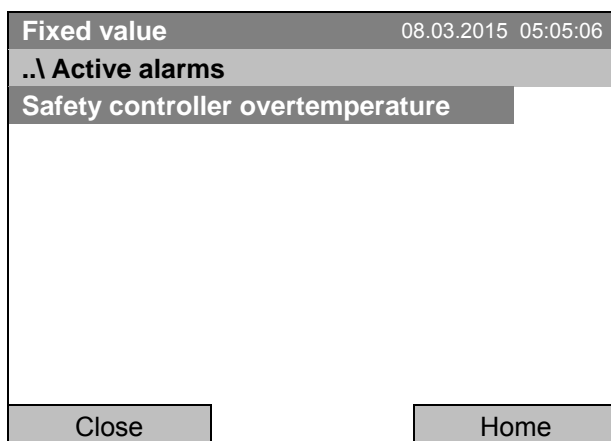 Fixed value 08.03.2015 05:05:06
..\ Active alarms
Safety controller overtemperature
Close Home